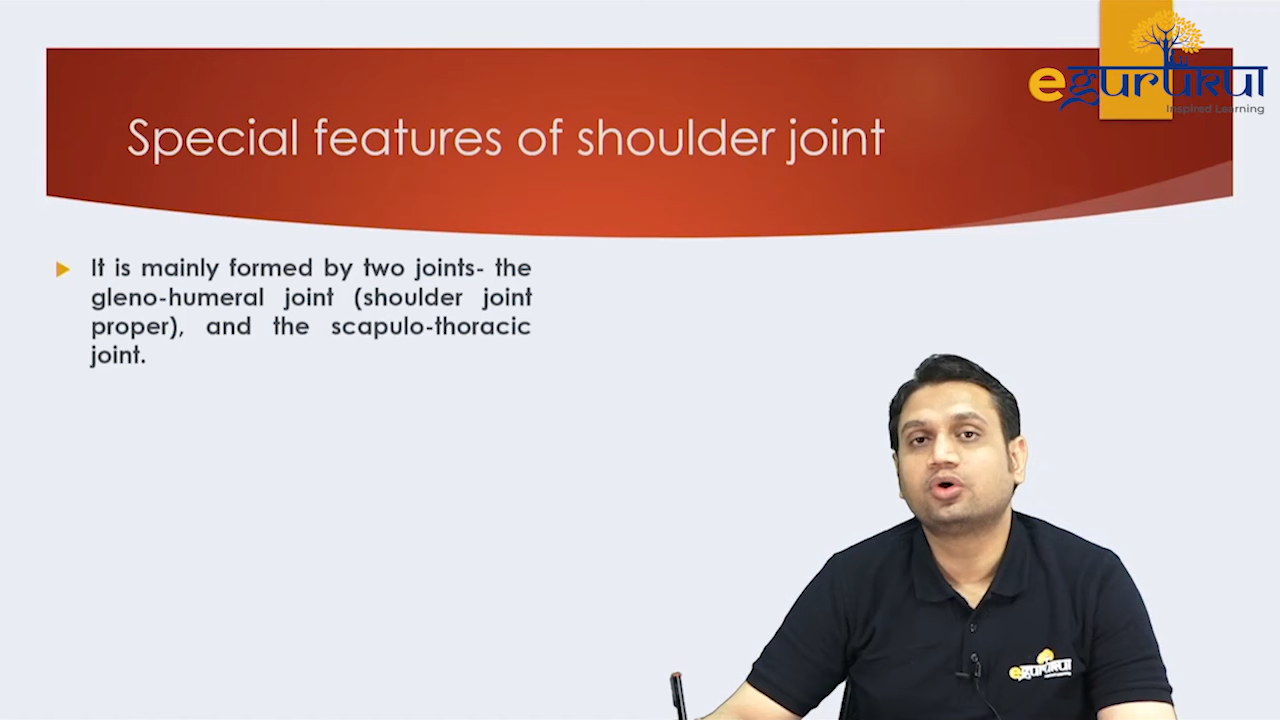 egurukul
Inspired Learning
Special features of shoulder joint
It is mainly formed by two joints- the
gleno-humeral joint (shoulder joint
proper), and the scapulo-thoracic
joint.
egurukul